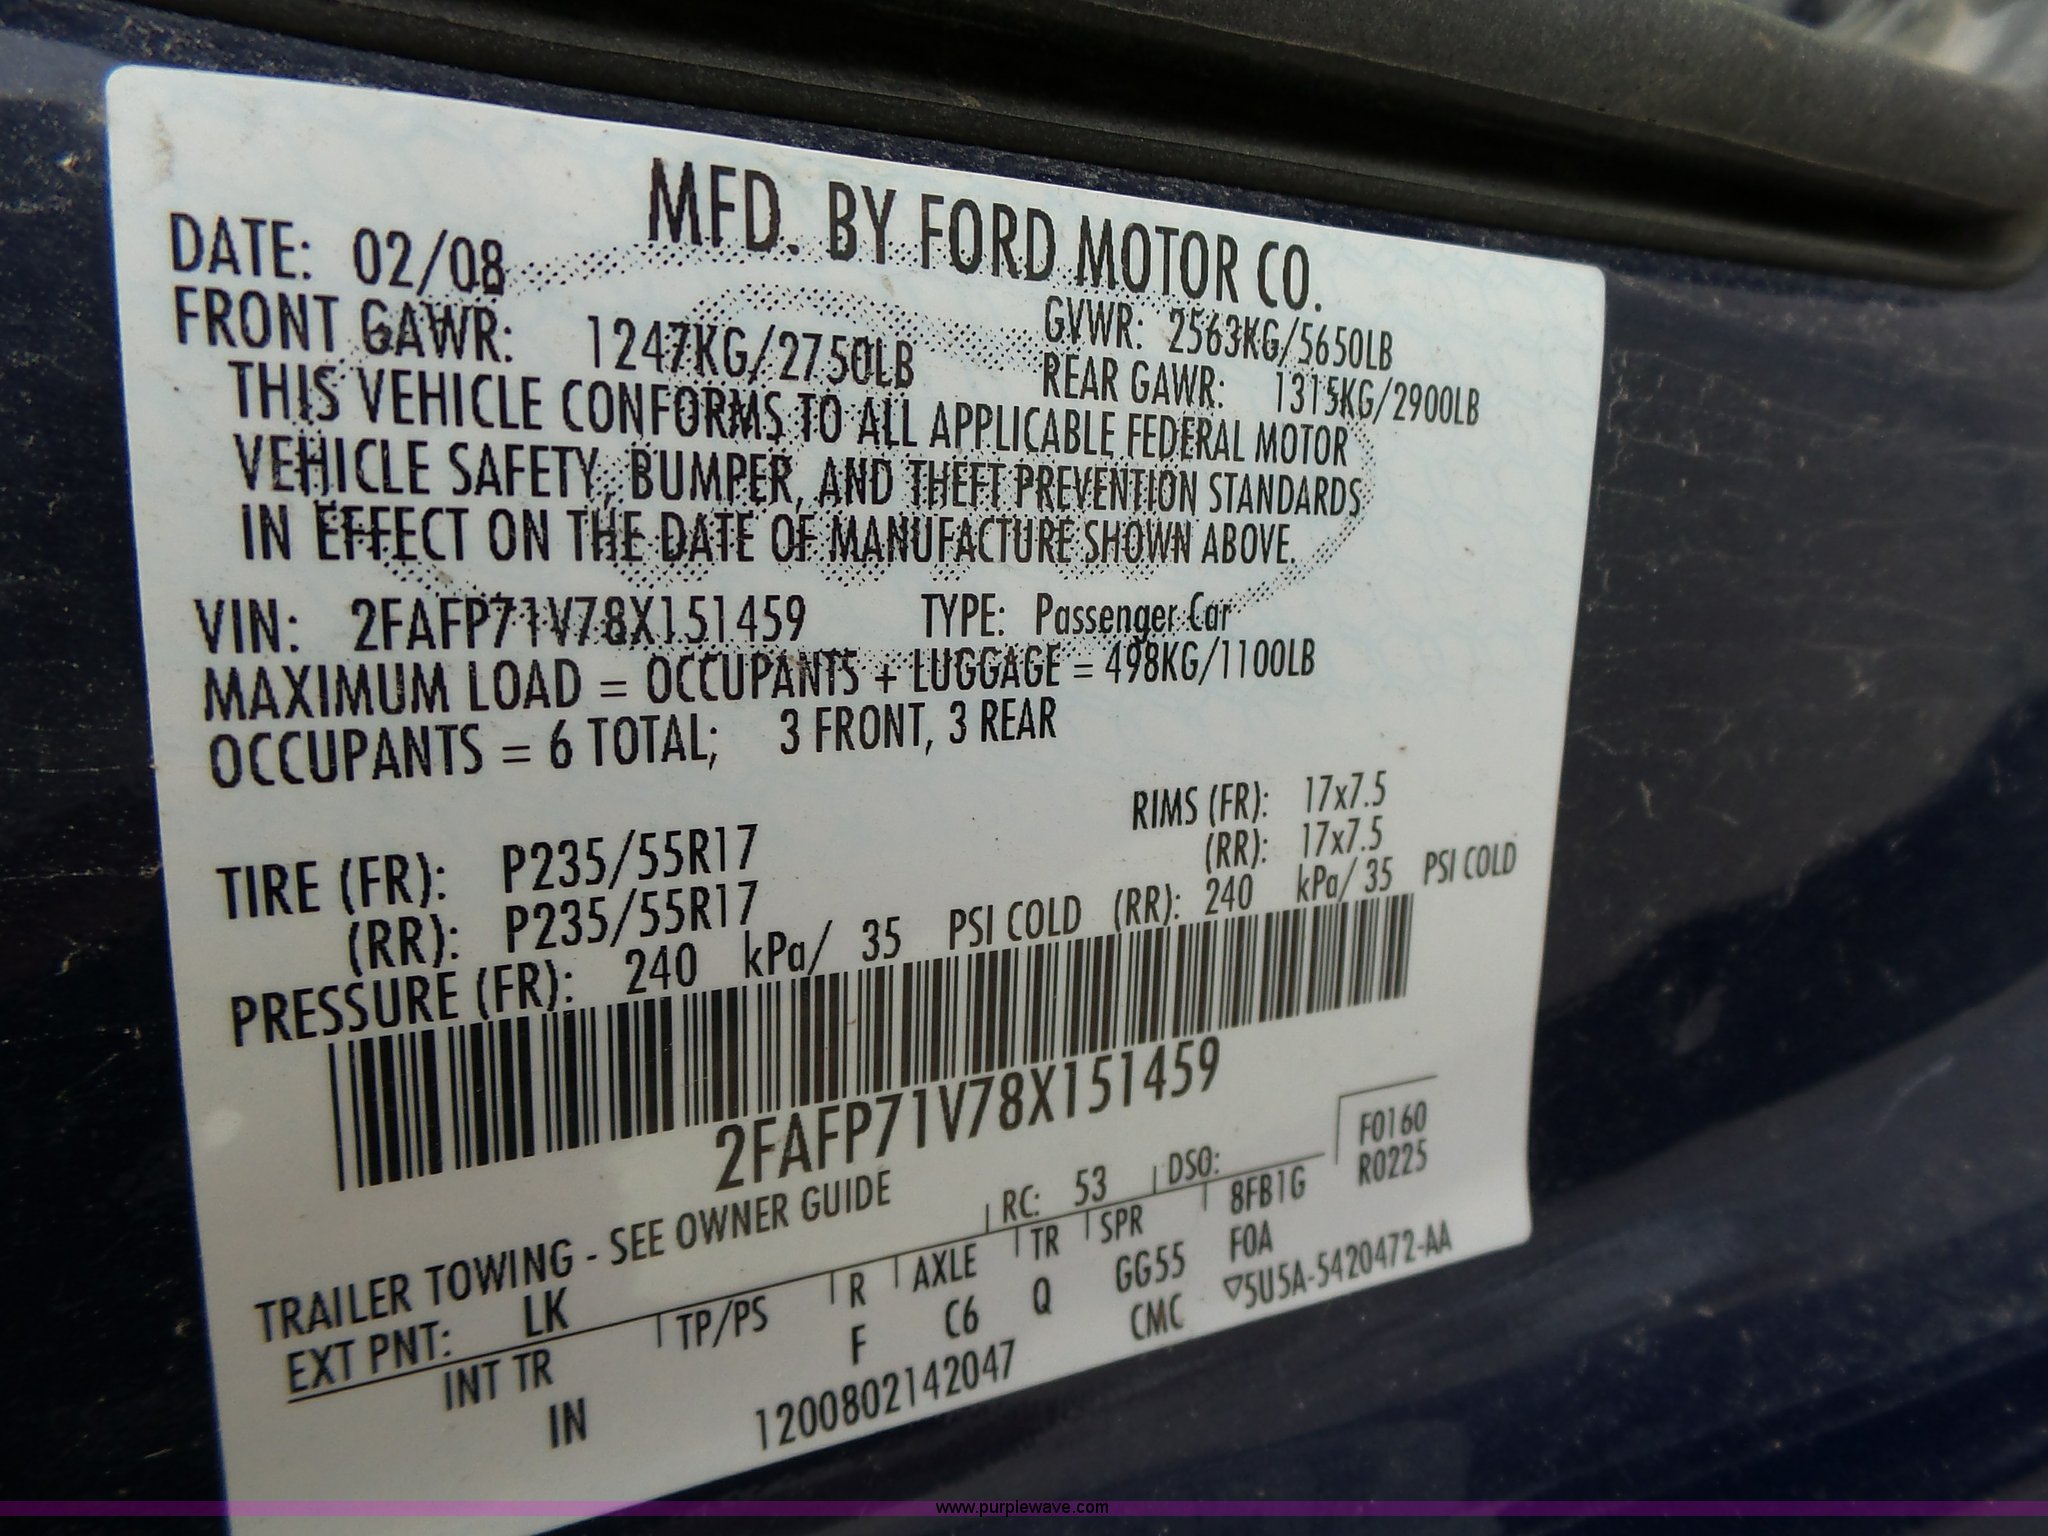 MFD. BY FORD MOTOR CO.
DATE: 02/08
GVWR: 2563KG/5650LB
FRONT GAWR: 1247KG/2750LB
REAR GAWR: 1315KG/2900LB
THIS VEHICLE CONFORMS TO ALL APPLICABLE FEDERAL MOTOR
VEHICLE SAFETY, BUMPER, AND THEFT PREVENTION STANDARDS
IN EFFECT ON THE DATE OF MANUFACTURE SHOWN ABOVE.
VIN: 2FAFP71V78X151459 TYPE: Passenger Car
MAXIMUM LOAD = OCCUPANTS + LUGGAGE = 498KG/1100LB
OCCUPANTS = 6 TOTAL; 3 FRONT, 3 REAR
TIRE (FR): P235/55R17 RIMS (FR): 17x7.5
(RR): P235/55R17 (RR): 17x7.5
PRESSURE (FR): 240 kPa/ 35 PSI COLD (RR): 240 kPa/ 35 PSI COLD
2FAFP71V78X151459
F0160
R0225
TRAILER TOWING - SEE OWNER GUIDE
EXT PNT: LK RC: 53 DSO:
INT TR TP/PS R AXLE TR SPR 8FB1G
IN F C6 Q GG55 F0A
1200802142047 CMC ▽5U5A-5420472-AA
www.purplewave.com